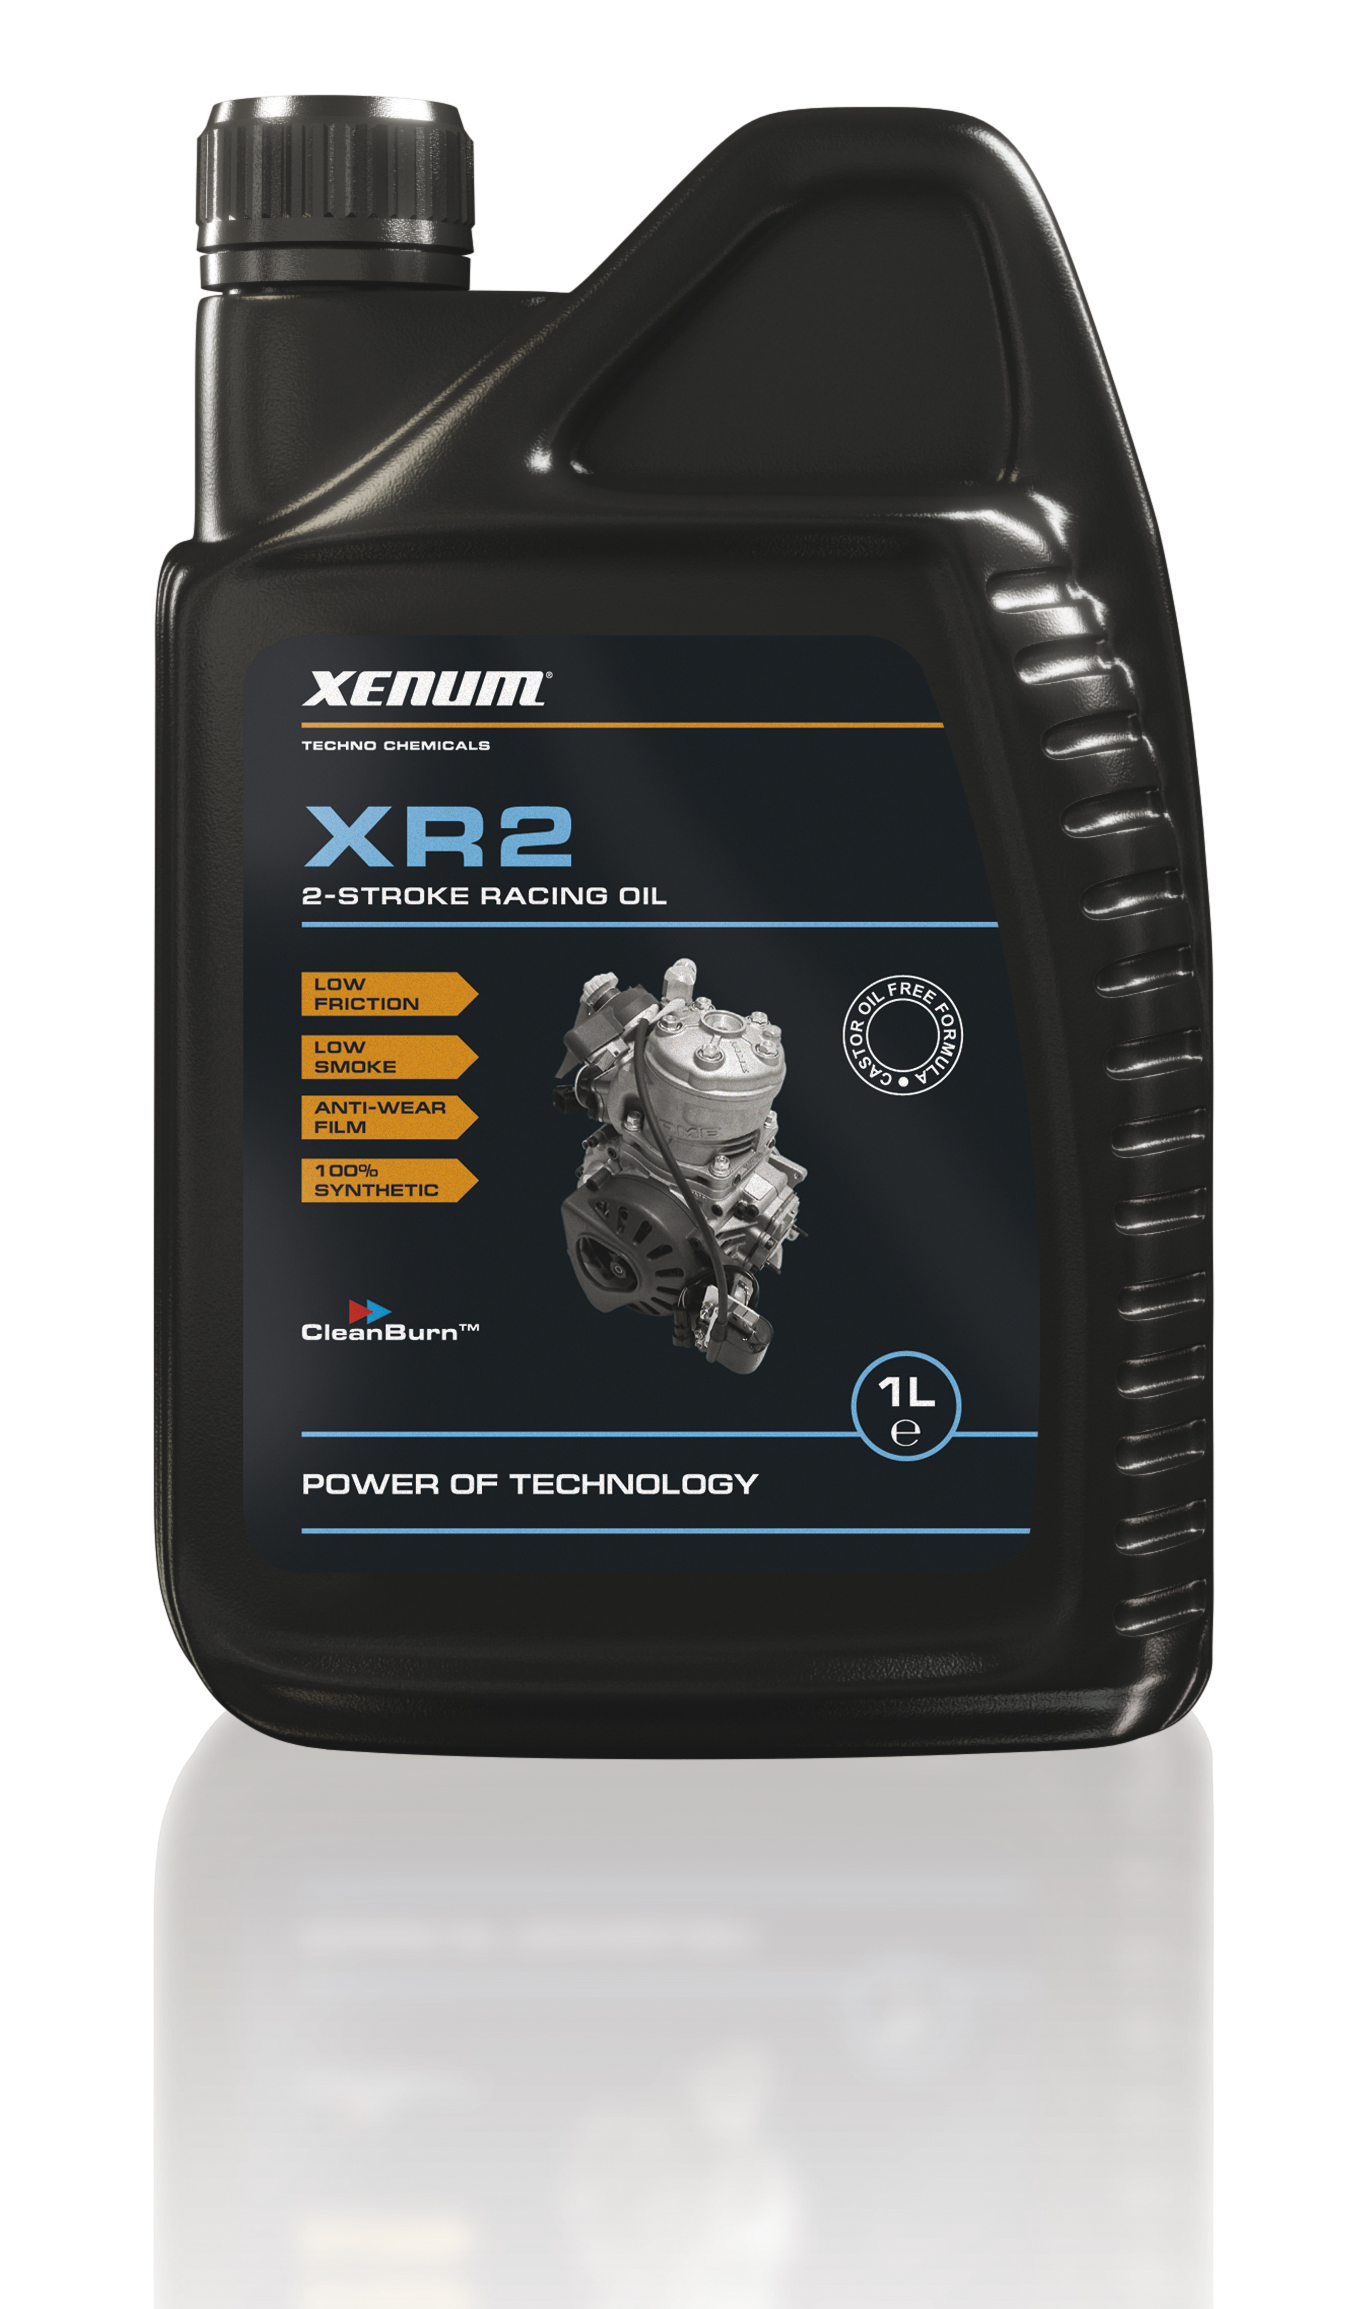 XENUM®
TECHNO CHEMICALS
XR2
2-STROKE RACING OIL
LOW
FRICTION
LOW
SMOKE
ANTI-WEAR
FILM
100%
SYNTHETIC
CASTOR OIL FREE FORMULA •
CleanBurn™
1L
℮
POWER OF TECHNOLOGY